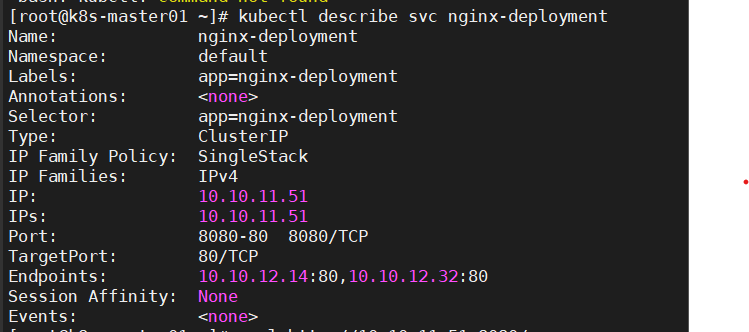 [root@k8s-master01 ~]# kubectl describe svc nginx-deployment
Name: nginx-deployment
Namespace: default
Labels: app=nginx-deployment
Annotations: <none>
Selector: app=nginx-deployment
Type: ClusterIP
IP Family Policy: SingleStack
IP Families: IPv4
IP: 10.10.11.51
IPs: 10.10.11.51
Port: 8080-80 8080/TCP
TargetPort: 80/TCP
Endpoints: 10.10.12.14:80,10.10.12.32:80
Session Affinity: None
Events: <none>